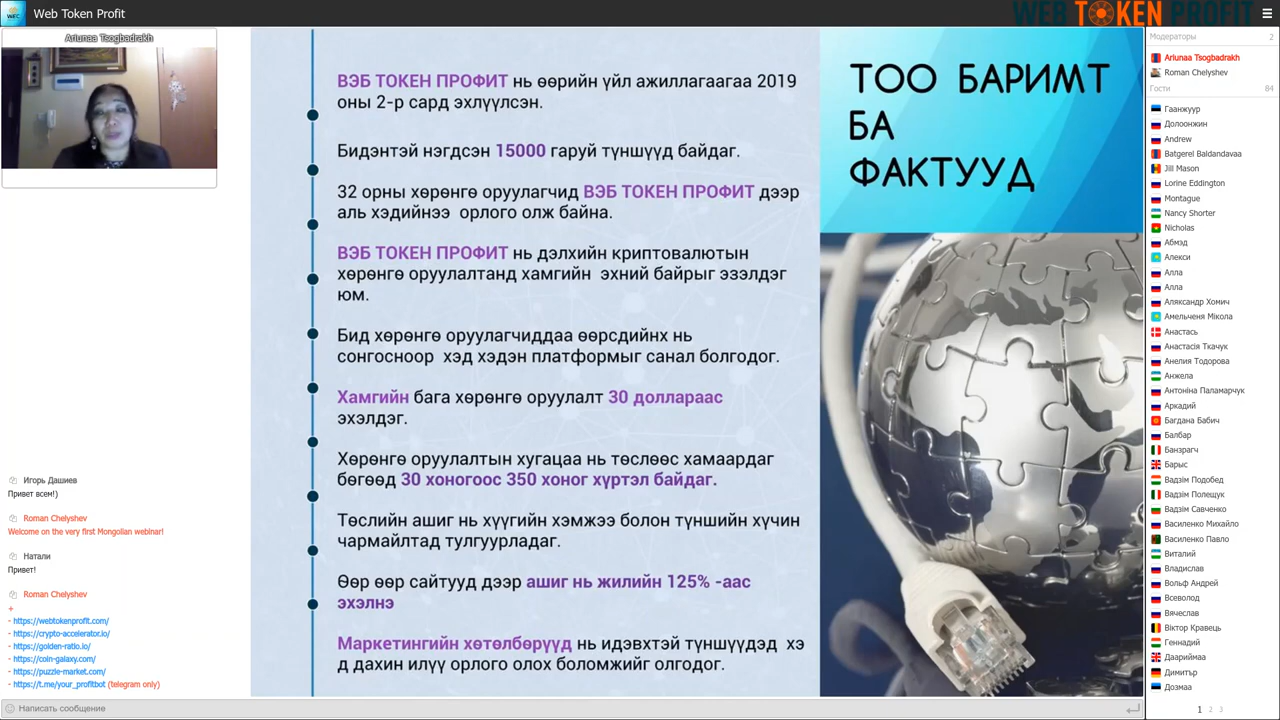 Web Token Profit
WEB TOKEN PROFIT
Ariunaa Tsogbadrakh
ВЭБ ТОКЕН ПРОФИТ нь өөрийн үйл ажиллагагаа 2019
оны 2-р сард эхлүүлсэн.
Бидэнтэй нэгдсэн 15000 гаруй түншүүд байдаг.
32 орны хөрөнгө оруулагчид ВЭБ ТОКЕН ПРОФИТ дээр
аль хэдийнээ орлого олж байна.
ВЭБ ТОКЕН ПРОФИТ нь дэлхийн криптовалютын
хөрөнгө оруулалтанд хамгийн эхний байрыг эзэлдэг
юм.
Бид хөрөнгө оруулагчиддаа өөрсдийнх нь
сонгосноор хэд хэдэн платформыг санал болгодог.
Хамгийн бага хөрөнгө оруулалт 30 доллараас
эхэлдэг.
Хөрөнгө оруулалтын хугацаа нь төслөөс хамаардаг
бөгөөд 30 хоногоос 350 хоног хүртэл байдаг.
Төслийн ашиг нь хүүгийн хэмжээ болон түншийн хувийн
чармайлтад тулгуурладаг.
Өөр өөр сайтууд дээр ашиг нь жилийн 125% -аас
эхэлнэ
Маркетингийн хөтөлбөрүүд нь идэвхтэй түншүүдэд хэ
д дахин илүү орлого олох боломжийг олгодог.
ТОО БАРИМТ
БА
ФАКТУУД
Игорь Дашиев
Привет всем!)
Roman Chelyshev
Welcome on the very first Mongolian webinar!
Натали
Привет!
Roman Chelyshev
+
- https://webtokenprofit.com/
- https://crypto-accelerator.io/
- https://golden-ratio.io/
- https://coin-galaxy.com/
- https://puzzle-market.com/
- https://t.me/your_profitbot (telegram only)
Написать сообщение
Модераторы 2
Ariunaa Tsogbadrakh
Roman Chelyshev
Гости 84
Гаанжуур
Долоонжин
Andrew
Batgerel Baldandavaa
Jill Mason
Lorine Eddington
Montague
Nancy Shorter
Nicholas
Абмэд
Алекси
Алла
Алла
Аляксандр Хомич
Амельченя Мікола
Анастась
Анастасія Ткачук
Анелия Тодорова
Анжела
Антоніна Паламарчук
Аркадий
Багдана Бабич
Балбар
Банзрагч
Барыс
Вадзім Подобед
Вадзім Полещук
Вадзім Савченко
Василенко Михайло
Василенко Павло
Виталий
Владислав
Вольф Андрей
Всеволод
Вячеслав
Віктор Кравець
Геннадий
Даариймаа
Димитър
Дозмаа
1 2 3